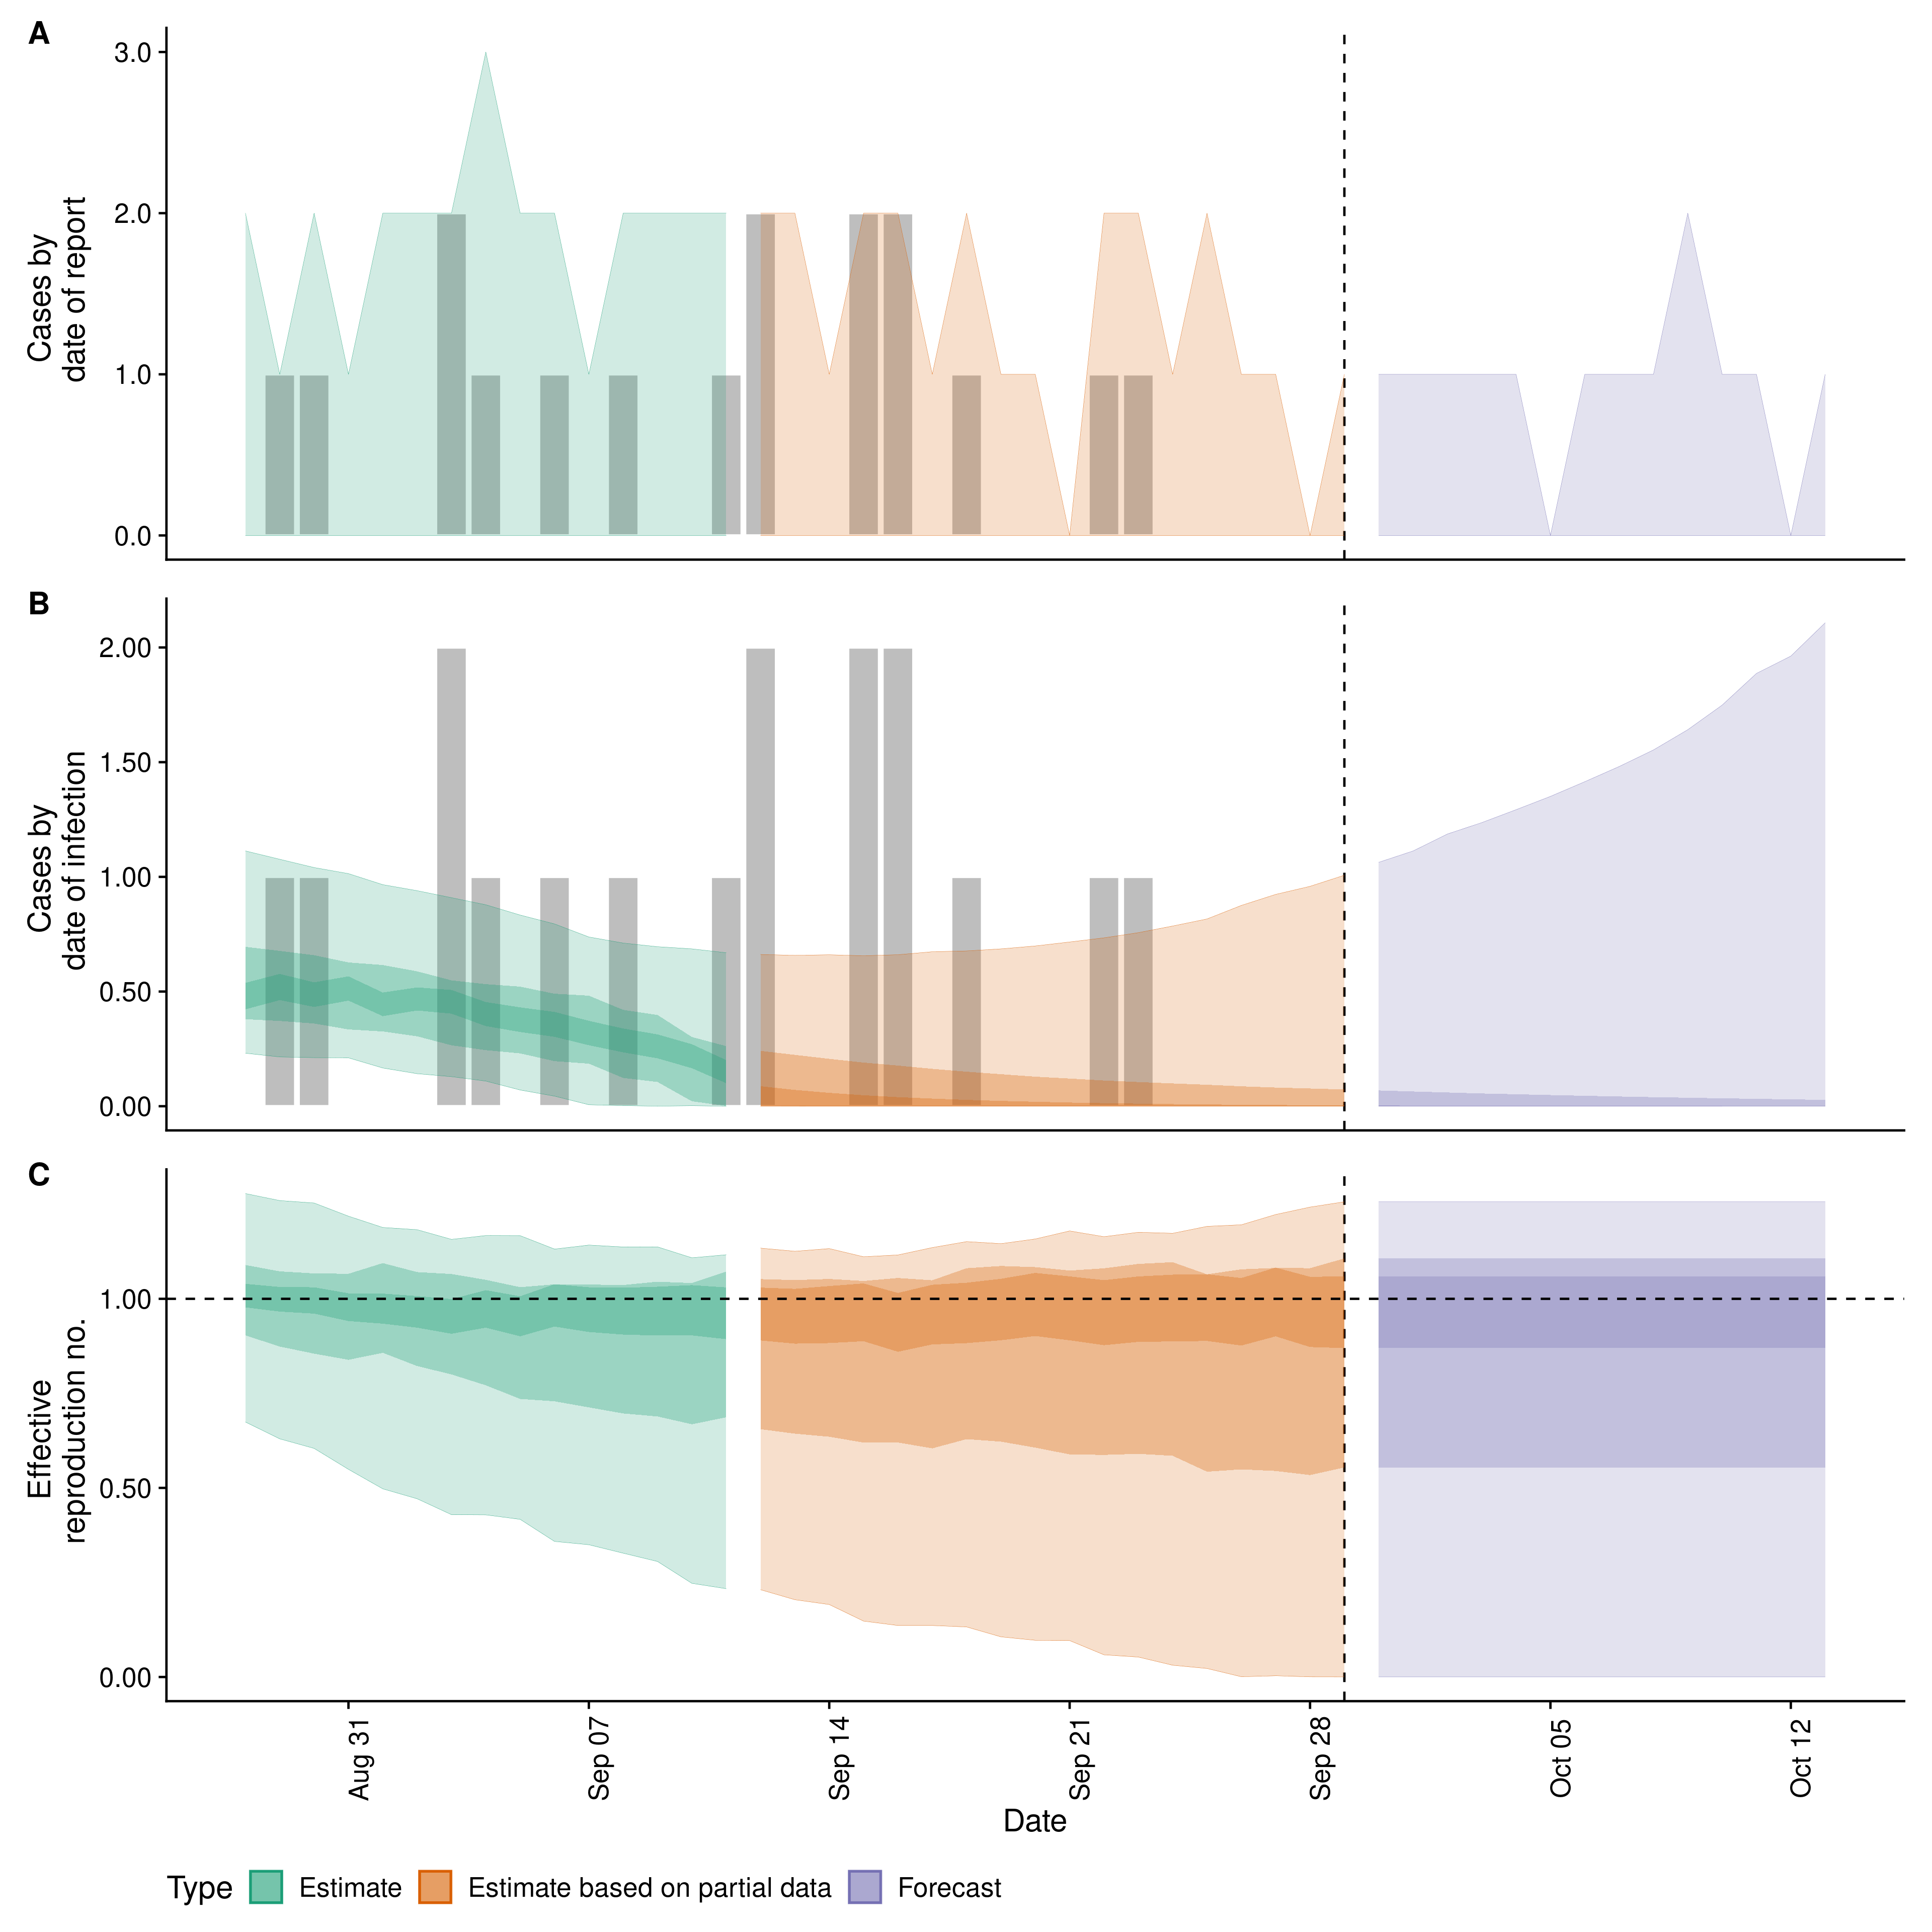 A
3.0
2.0
1.0
0.0
Cases by
date of report
B
2.00
1.50
1.00
0.50
0.00
Cases by
date of infection
C
1.00
0.50
0.00
Effective
reproduction no.
Aug 31
Sep 07
Sep 14
Sep 21
Sep 28
Oct 05
Oct 12
Date
Type Estimate Estimate based on partial data Forecast